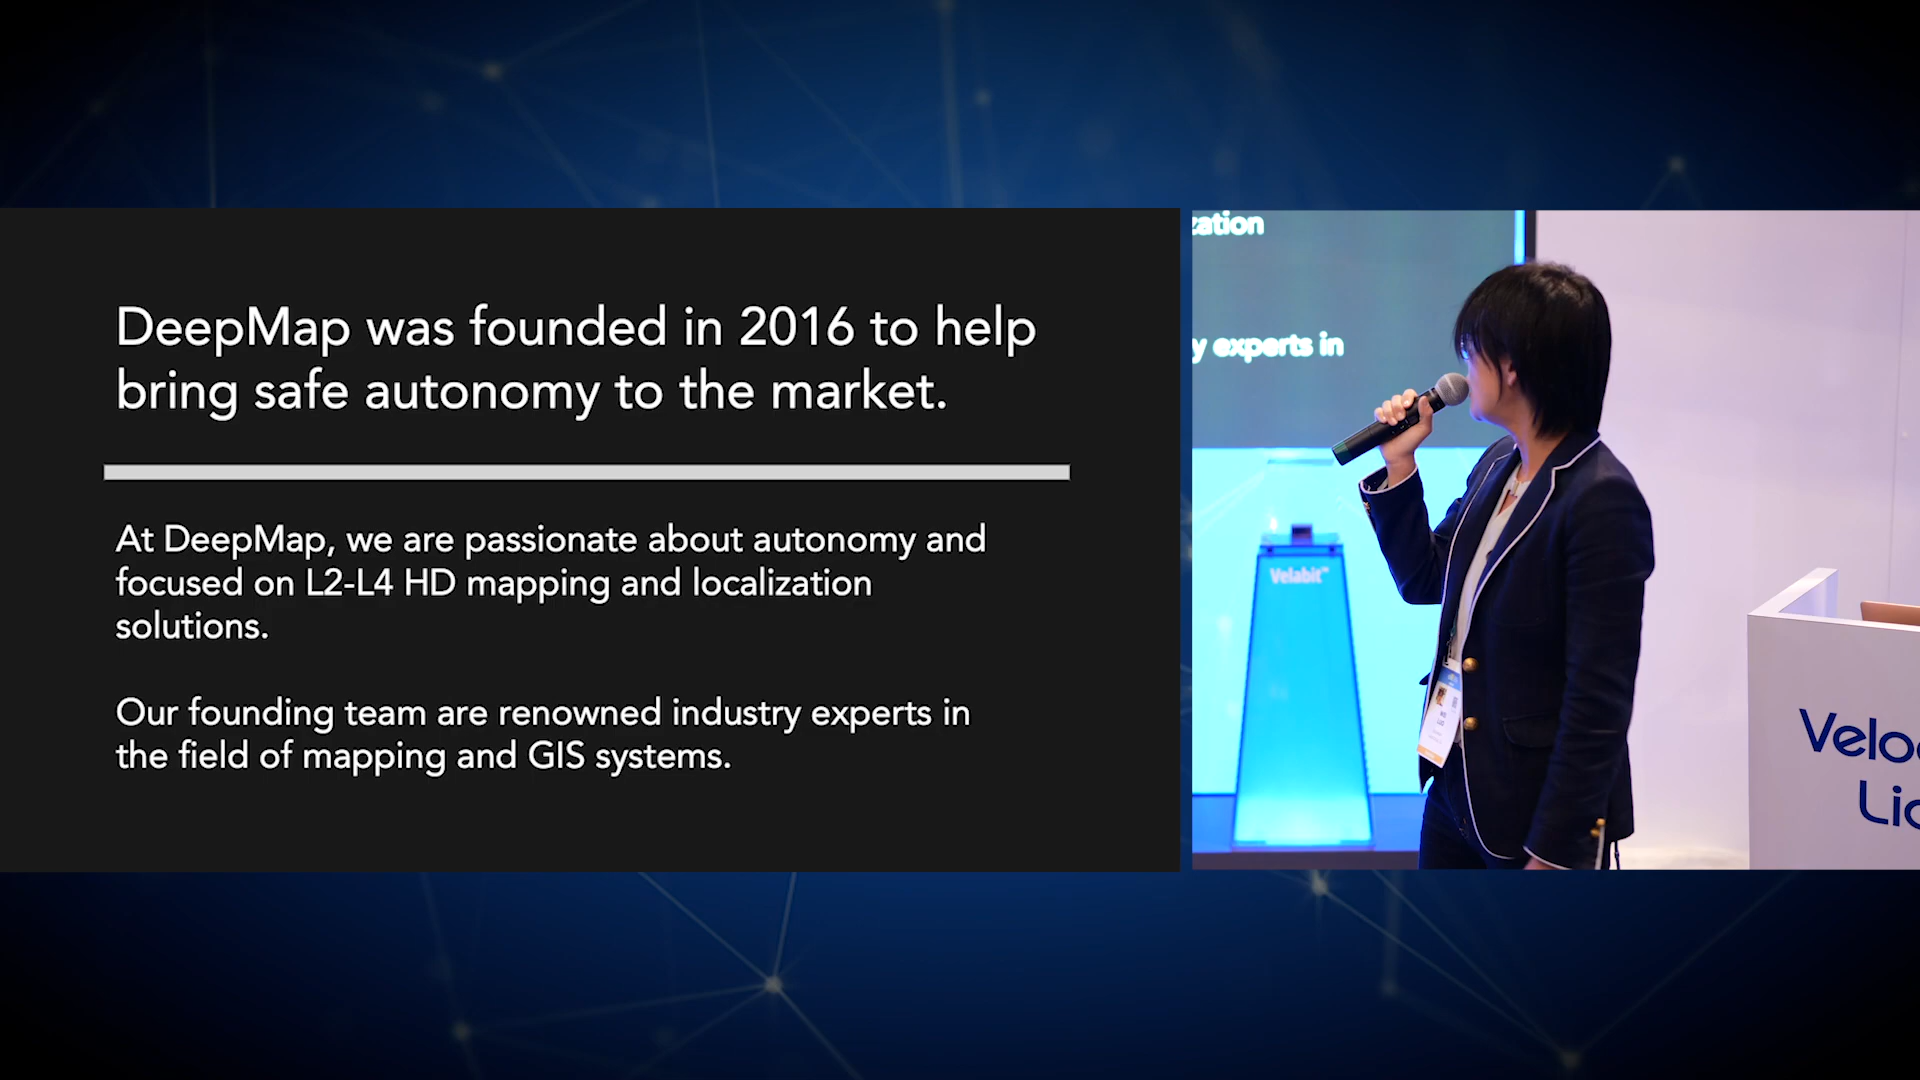 DeepMap was founded in 2016 to help
bring safe autonomy to the market.
At DeepMap, we are passionate about autonomy and
focused on L2-L4 HD mapping and localization
solutions.
Our founding team are renowned industry experts in
the field of mapping and GIS systems.
zation
y experts in
Velabit™
Velo
Lid